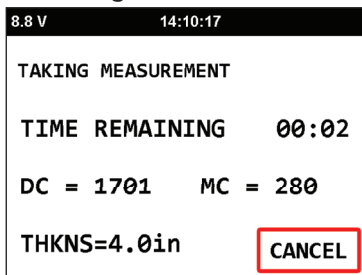 8.8 V 14:10:17
TAKING MEASUREMENT
TIME REMAINING 00:02
DC = 1701 MC = 280
THKNS=4.0in CANCEL